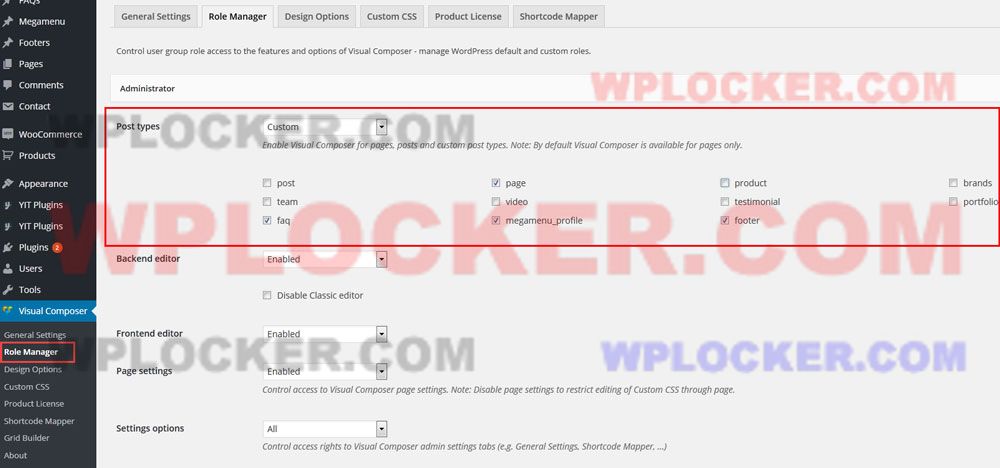 FAQs
Megamenu
Footers
Pages
Comments
Contact
WooCommerce
Products
Appearance
YIT Plugins
YIT Plugins
Plugins 2
Users
Tools
Visual Composer
General Settings
Role Manager
Design Options
Custom CSS
Product License
Shortcode Mapper
Grid Builder
About
General Settings Role Manager Design Options Custom CSS Product License Shortcode Mapper
Control user group role access to the features and options of Visual Composer - manage WordPress default and custom roles.
Administrator
WPLOCKER.COM
Post types Custom
WPLOCKER.COM
Enable Visual Composer for pages, posts and custom post types. Note: By default Visual Composer is available for pages only.
post page product brands
team video testimonial portfolio
faq megamenu_profile footer
WPLOCKER.COM
Backend editor Enabled
Disable Classic editor
Frontend editor Enabled
WPLOCKER.COM WPLOCKER.COM
Page settings Enabled
Control access to Visual Composer page settings. Note: Disable page settings to restrict editing of Custom CSS through page.
Settings options All
Control access rights to Visual Composer admin settings tabs (e.g. General Settings, Shortcode Mapper, ...)